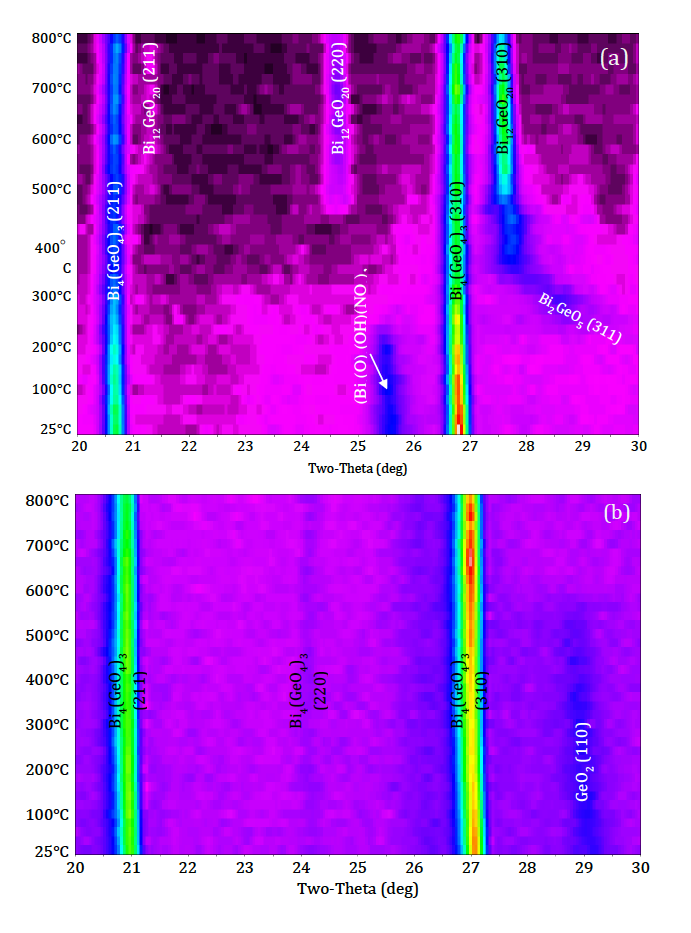 (a)
800°C
700°C
600°C
500°C
400°
C
300°C
200°C
100°C
25°C
Bi₄(GeO₄)₃ (211)
Bi₁₂GeO₂₀ (211)
Bi₁₂GeO₂₀ (220)
(Bi (O) (OH)(NO ),
Bi₄(GeO₄)₃ (310)
Bi₁₂GeO₂₀ (310)
Bi₂GeO₅ (311)
20 21 22 23 24 25 26 27 28 29 30
Two-Theta (deg)
(b)
800°C
700°C
600°C
500°C
400°C
300°C
200°C
100°C
25°C
Bi₄(GeO₄)₃
(211)
Bi₄(GeO₄)₃
(220)
Bi₄(GeO₄)₃
(310)
GeO₂ (110)
20 21 22 23 24 25 26 27 28 29 30
Two-Theta (deg)